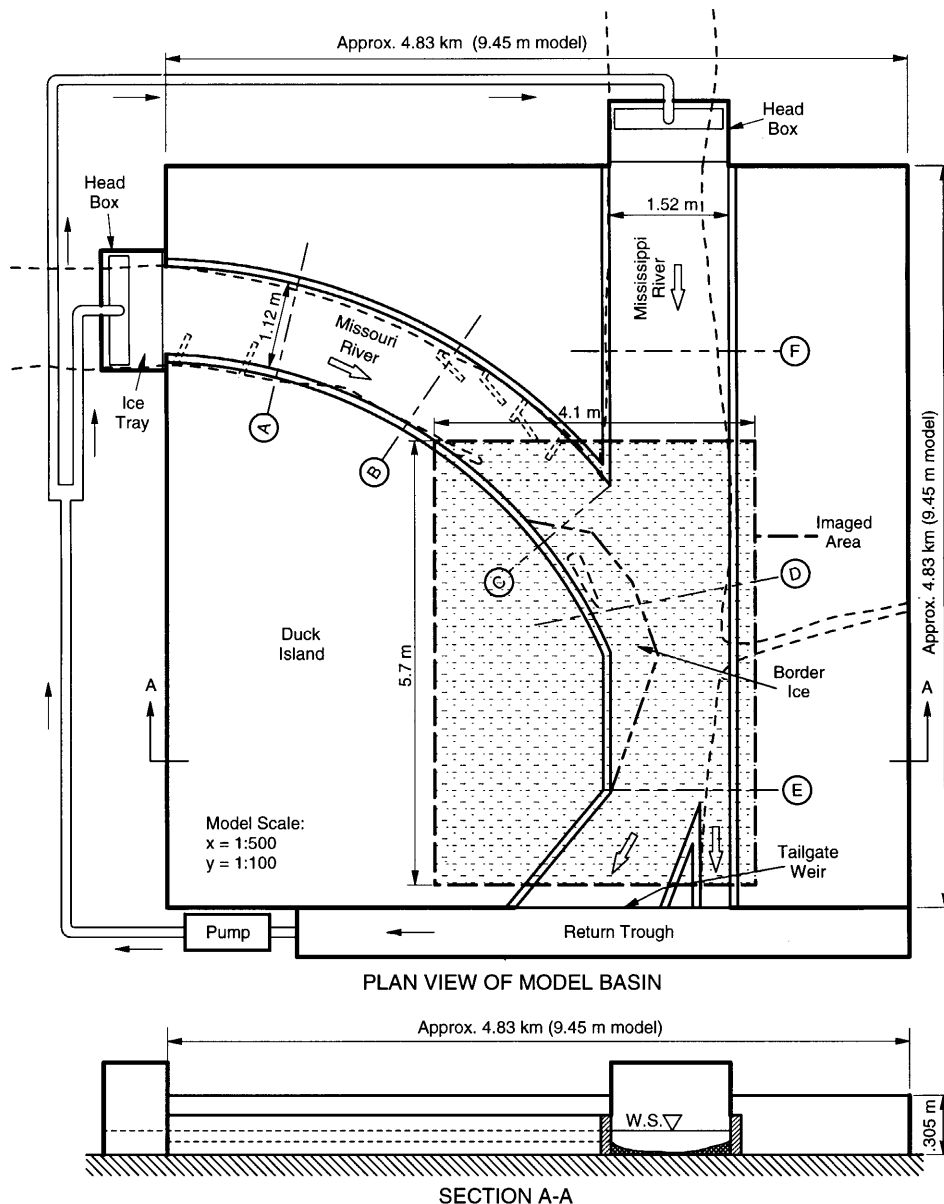 Approx. 4.83 km (9.45 m model)
Head
Box
Head
Box
1.52 m
Mississippi
River
Missouri
River
1.12 m
F
Ice
Tray
A
4.1 m
B
Approx. 4.83 km (9.45 m model)
Imaged
Area
C
D
Duck
Island
5.7 m
Border
Ice
A
A
E
Model Scale:
x = 1:500
y = 1:100
Tailgate
Weir
Pump
Return Trough
PLAN VIEW OF MODEL BASIN
Approx. 4.83 km (9.45 m model)
W.S.
.305 m
SECTION A-A